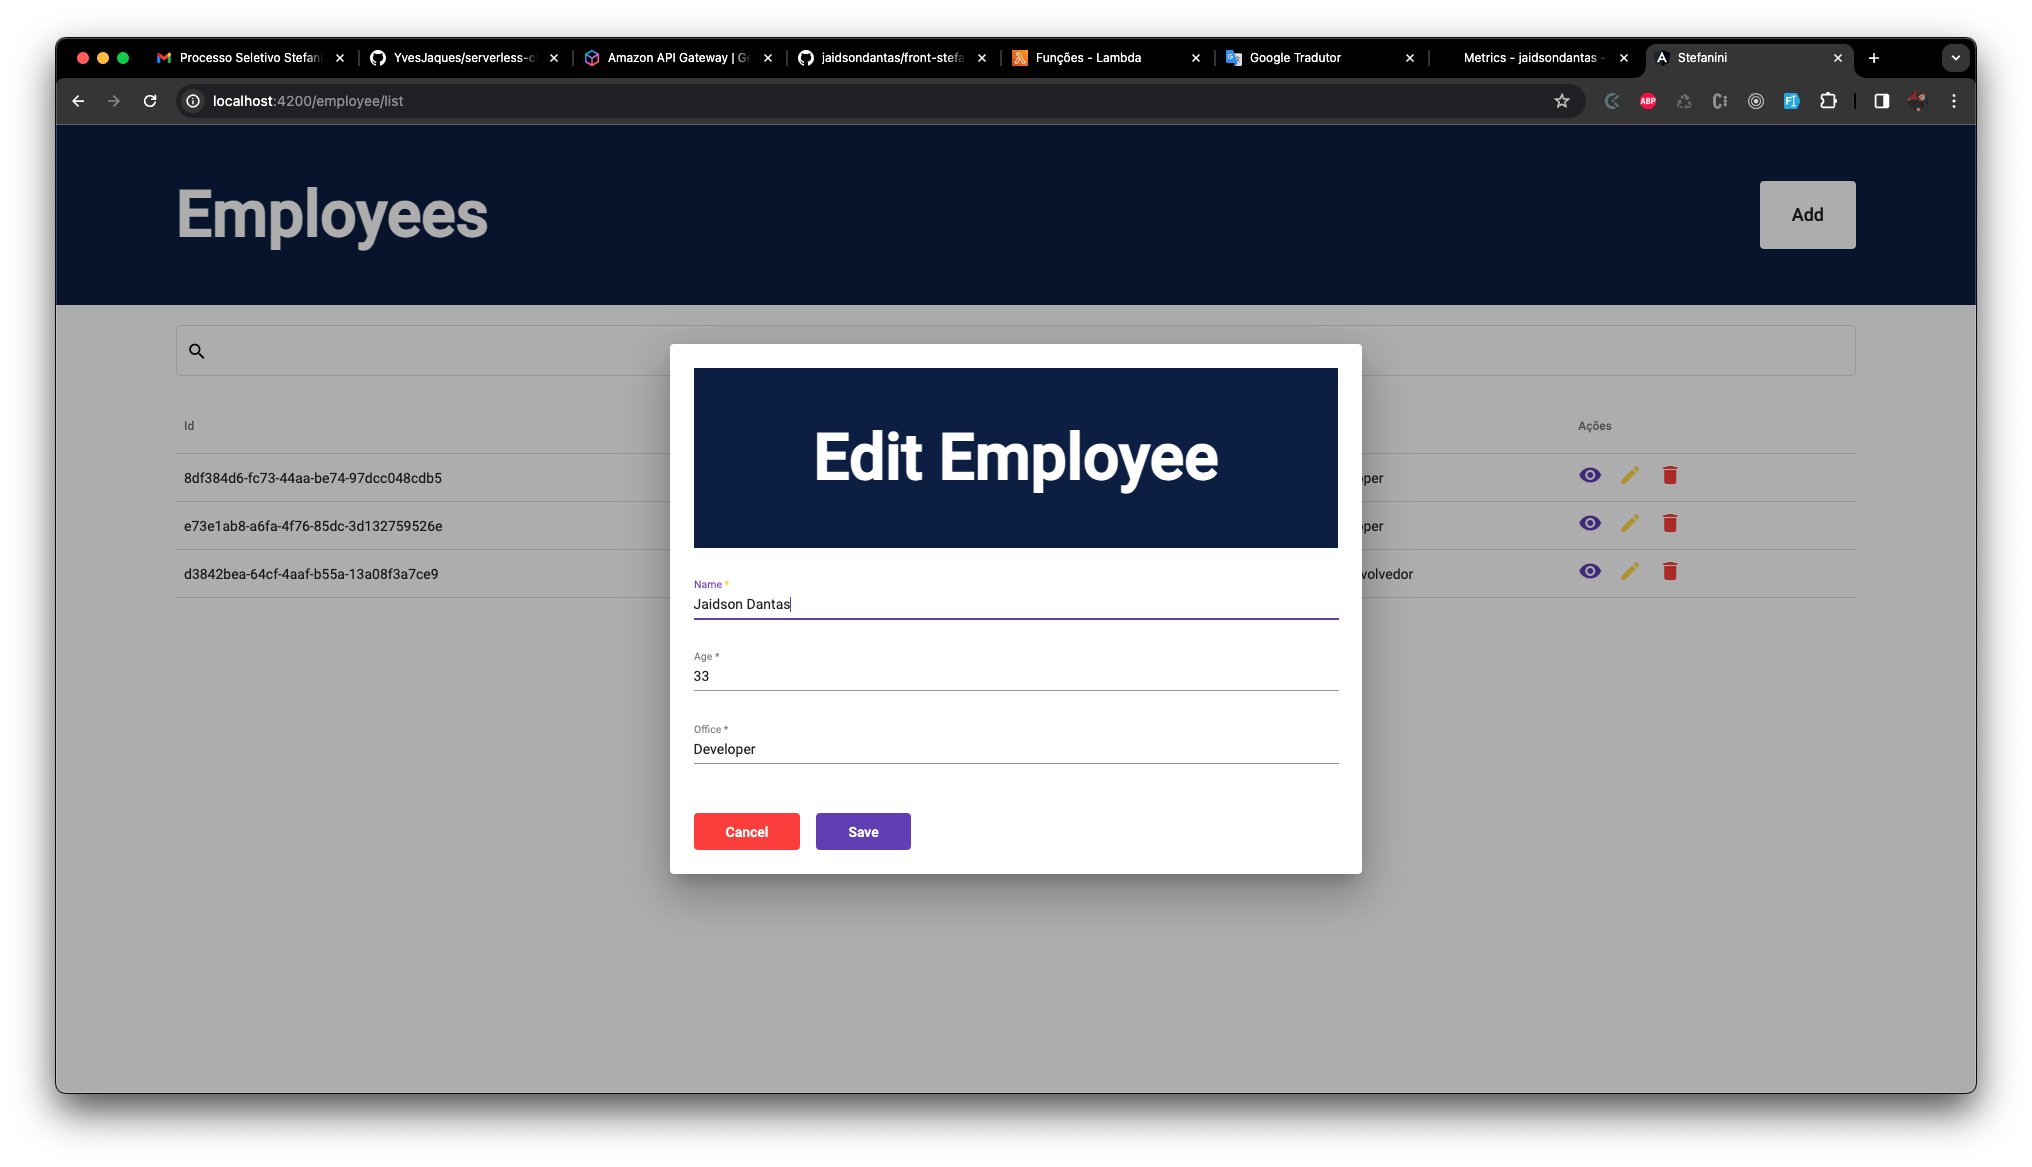 Processo Seletivo Stefani
YvesJaques/serverless-c
Amazon API Gateway | Ge
jaidsondantas/front-stefa
Funções - Lambda
Google Tradutor
Metrics - jaidsondantas -
Stefanini
localhost:4200/employee/list
ABP
Employees
Add
Id
Ações
8df384d6-fc73-44aa-be74-97dcc048cdb5
per
e73e1ab8-a6fa-4f76-85dc-3d132759526e
per
d3842bea-64cf-4aaf-b55a-13a08f3a7ce9
volvedor
Edit Employee
Name *
Jaidson Dantas
Age *
33
Office *
Developer
Cancel
Save